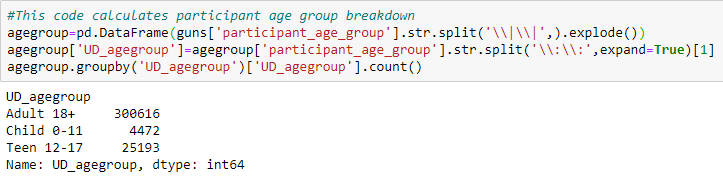 #This code calculates participant age group breakdown
agegroup=pd.DataFrame(guns['participant_age_group'].str.split('\\|\\|',).explode())
agegroup['UD_agegroup']=agegroup['participant_age_group'].str.split('\\:\\:',expand=True)[1]
agegroup.groupby('UD_agegroup')['UD_agegroup'].count()
UD_agegroup
Adult 18+     300616
Child 0-11      4472
Teen 12-17     25193
Name: UD_agegroup, dtype: int64